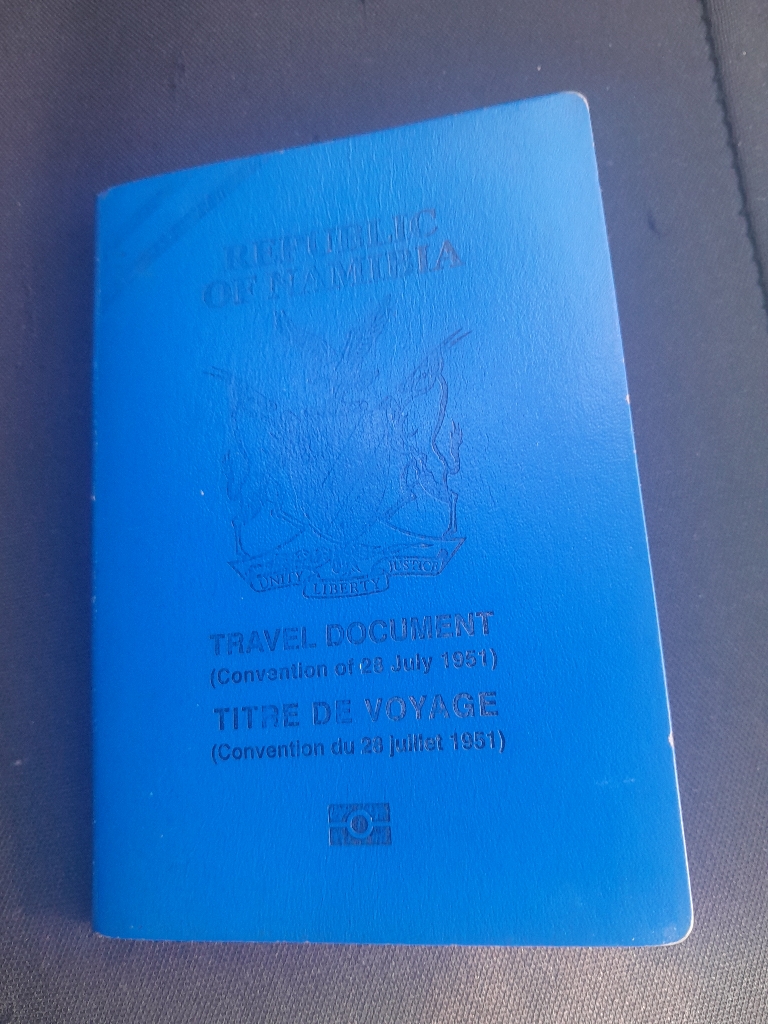 REPUBLIC
OF NAMIBIA
UNITY LIBERTY JUSTICE
TRAVEL DOCUMENT
(Convention of 28 July 1951)
TITRE DE VOYAGE
(Convention du 28 juillet 1951)